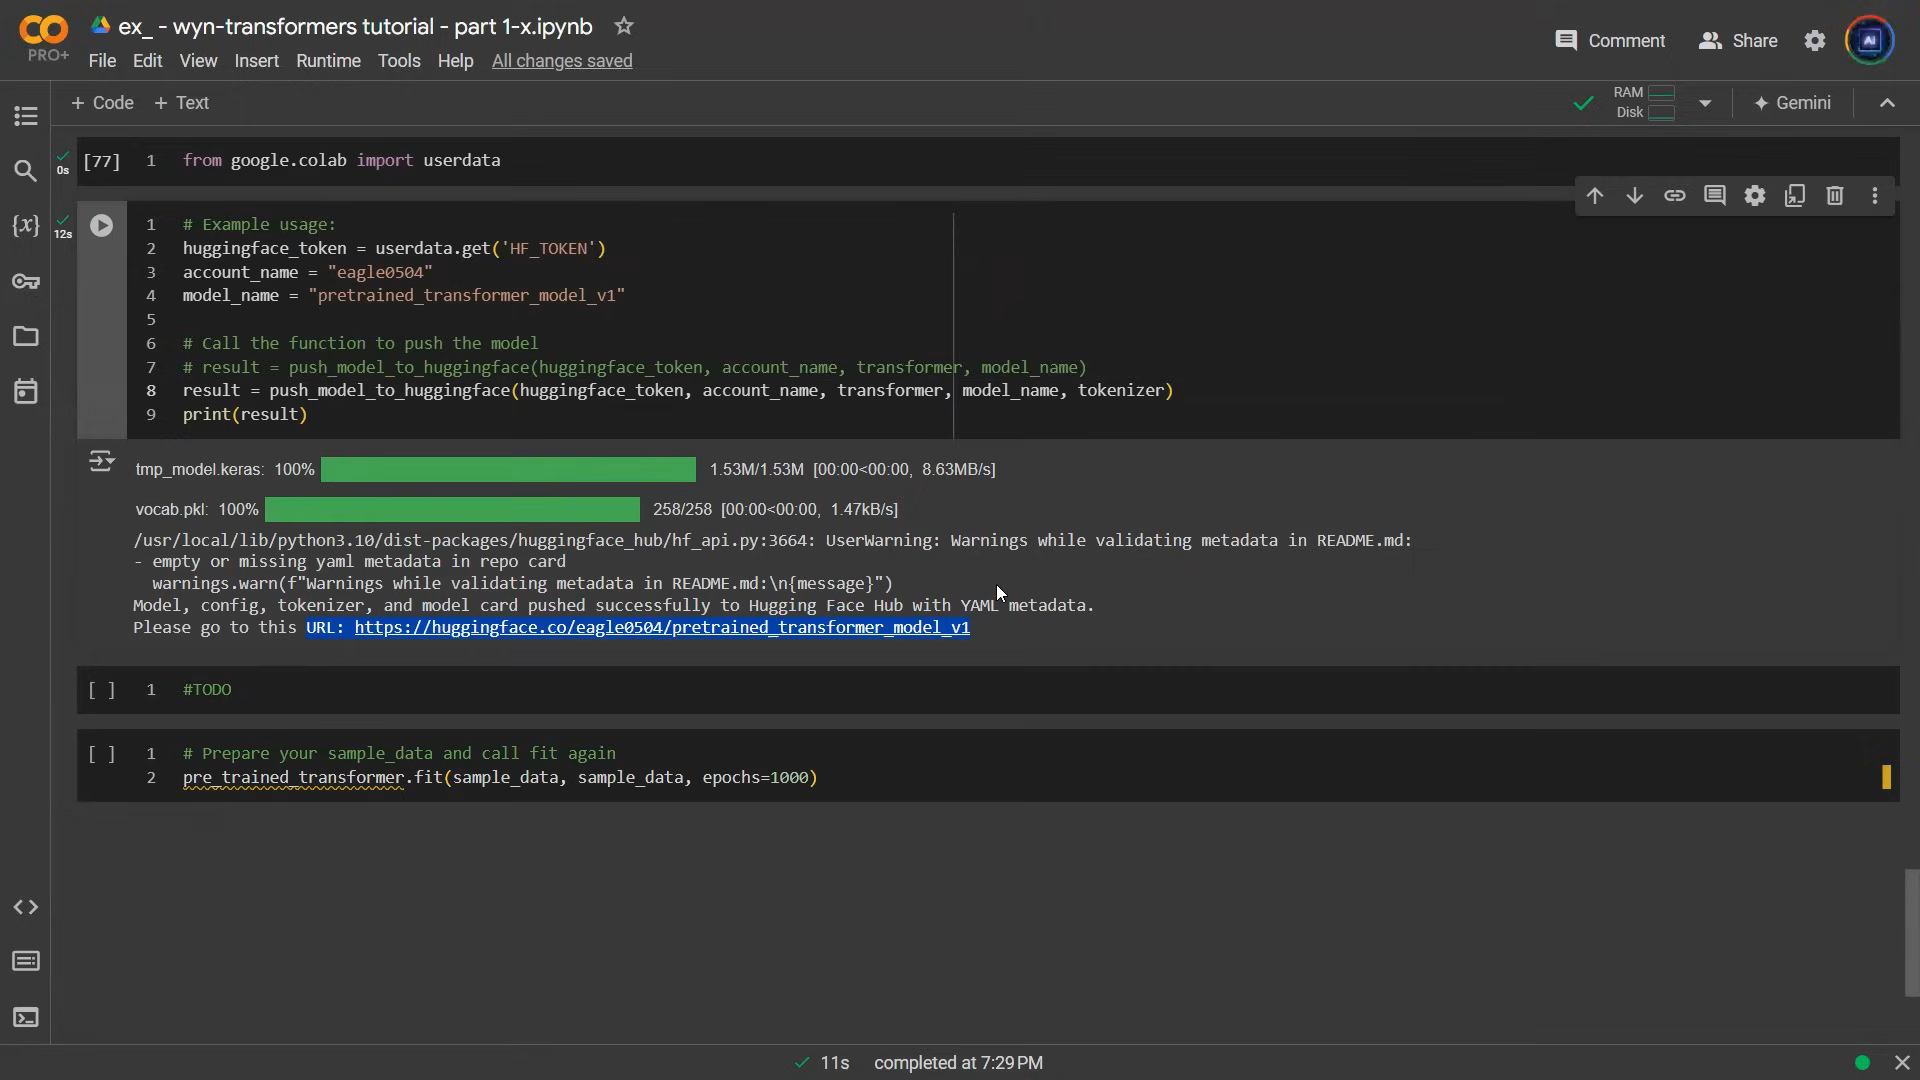 CO
PRO+
ex_ - wyn-transformers tutorial - part 1-x.ipynb
File Edit View Insert Runtime Tools Help All changes saved
Comment Share AI
+ Code + Text
RAM
Disk
Gemini
0s [77] 1 from google.colab import userdata
{x}
12s
1 # Example usage:
2 huggingface_token = userdata.get('HF_TOKEN')
3 account_name = "eagle0504"
4 model_name = "pretrained_transformer_model_v1"
5
6 # Call the function to push the model
7 # result = push_model_to_huggingface(huggingface_token, account_name, transformer, model_name)
8 result = push_model_to_huggingface(huggingface_token, account_name, transformer, model_name, tokenizer)
9 print(result)
tmp_model.keras: 100% 1.53M/1.53M [00:00<00:00, 8.63MB/s]
vocab.pkl: 100% 258/258 [00:00<00:00, 1.47kB/s]
/usr/local/lib/python3.10/dist-packages/huggingface_hub/hf_api.py:3664: UserWarning: Warnings while validating metadata in README.md:
- empty or missing yaml metadata in repo card
warnings.warn(f"Warnings while validating metadata in README.md:\n{message}")
Model, config, tokenizer, and model card pushed successfully to Hugging Face Hub with YAML metadata.
Please go to this URL: https://huggingface.co/eagle0504/pretrained_transformer_model_v1
[ ] 1 #TODO
[ ] 1 # Prepare your sample_data and call fit again
2 pre_trained_transformer.fit(sample_data, sample_data, epochs=1000)
11s completed at 7:29 PM